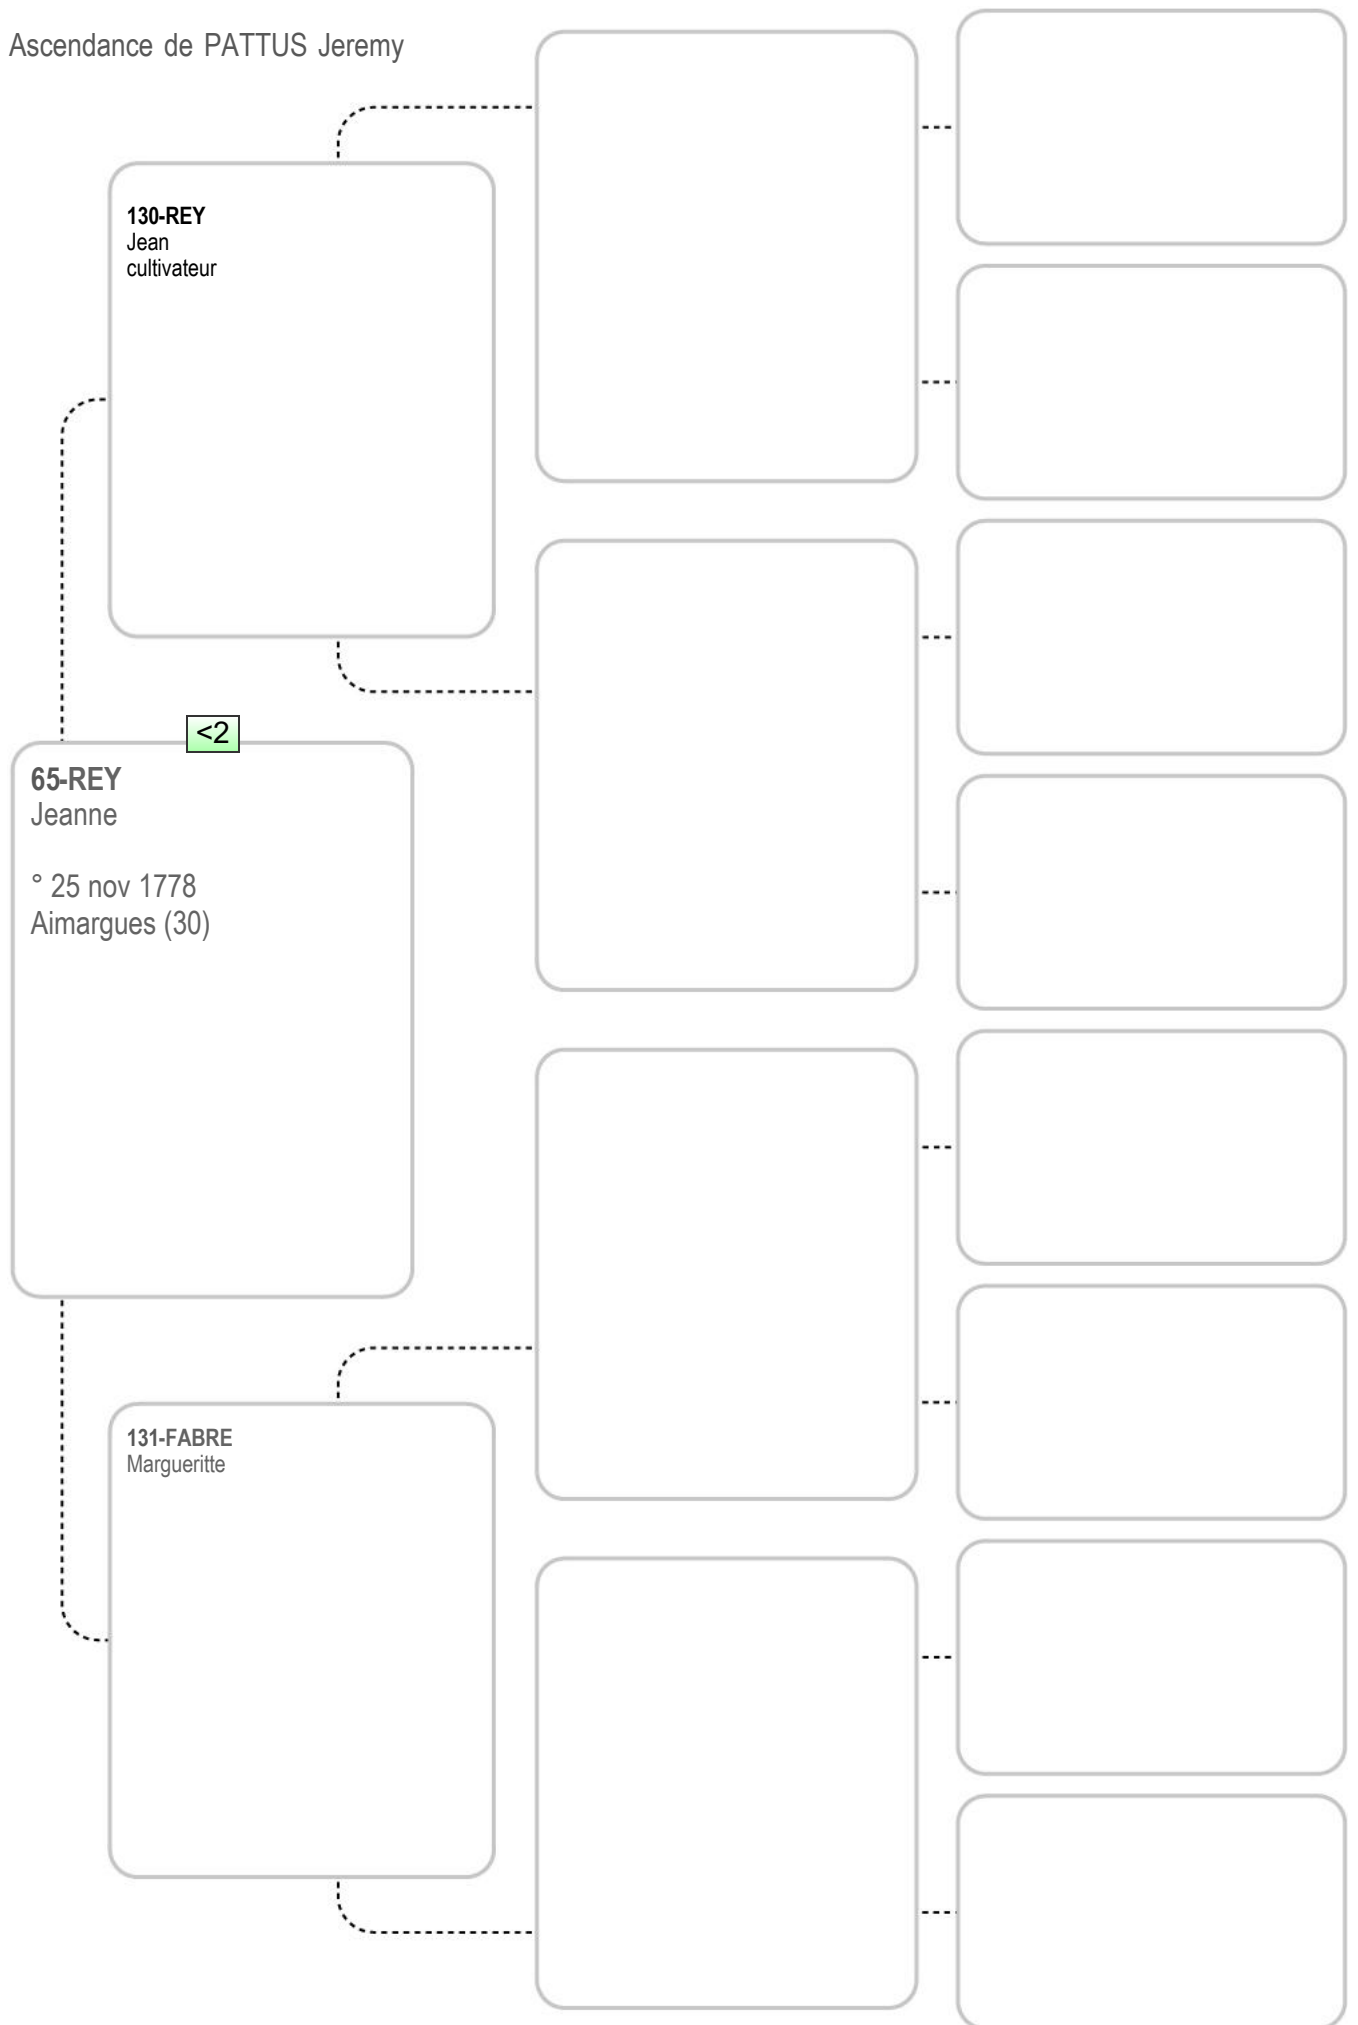 Ascendance de PATTUS Jeremy
130-REY
Jean
cultivateur
<2
65-REY
Jeanne
° 25 nov 1778
Aimargues (30)
131-FABRE
Margueritte